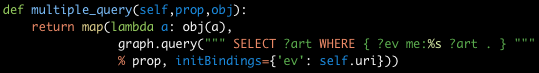 def multiple_query(self,prop,obj):
    return map(lambda a: obj(a),
               graph.query(""" SELECT ?art WHERE { ?ev me:%s ?art . } """
               % prop, initBindings={'ev': self.uri}))